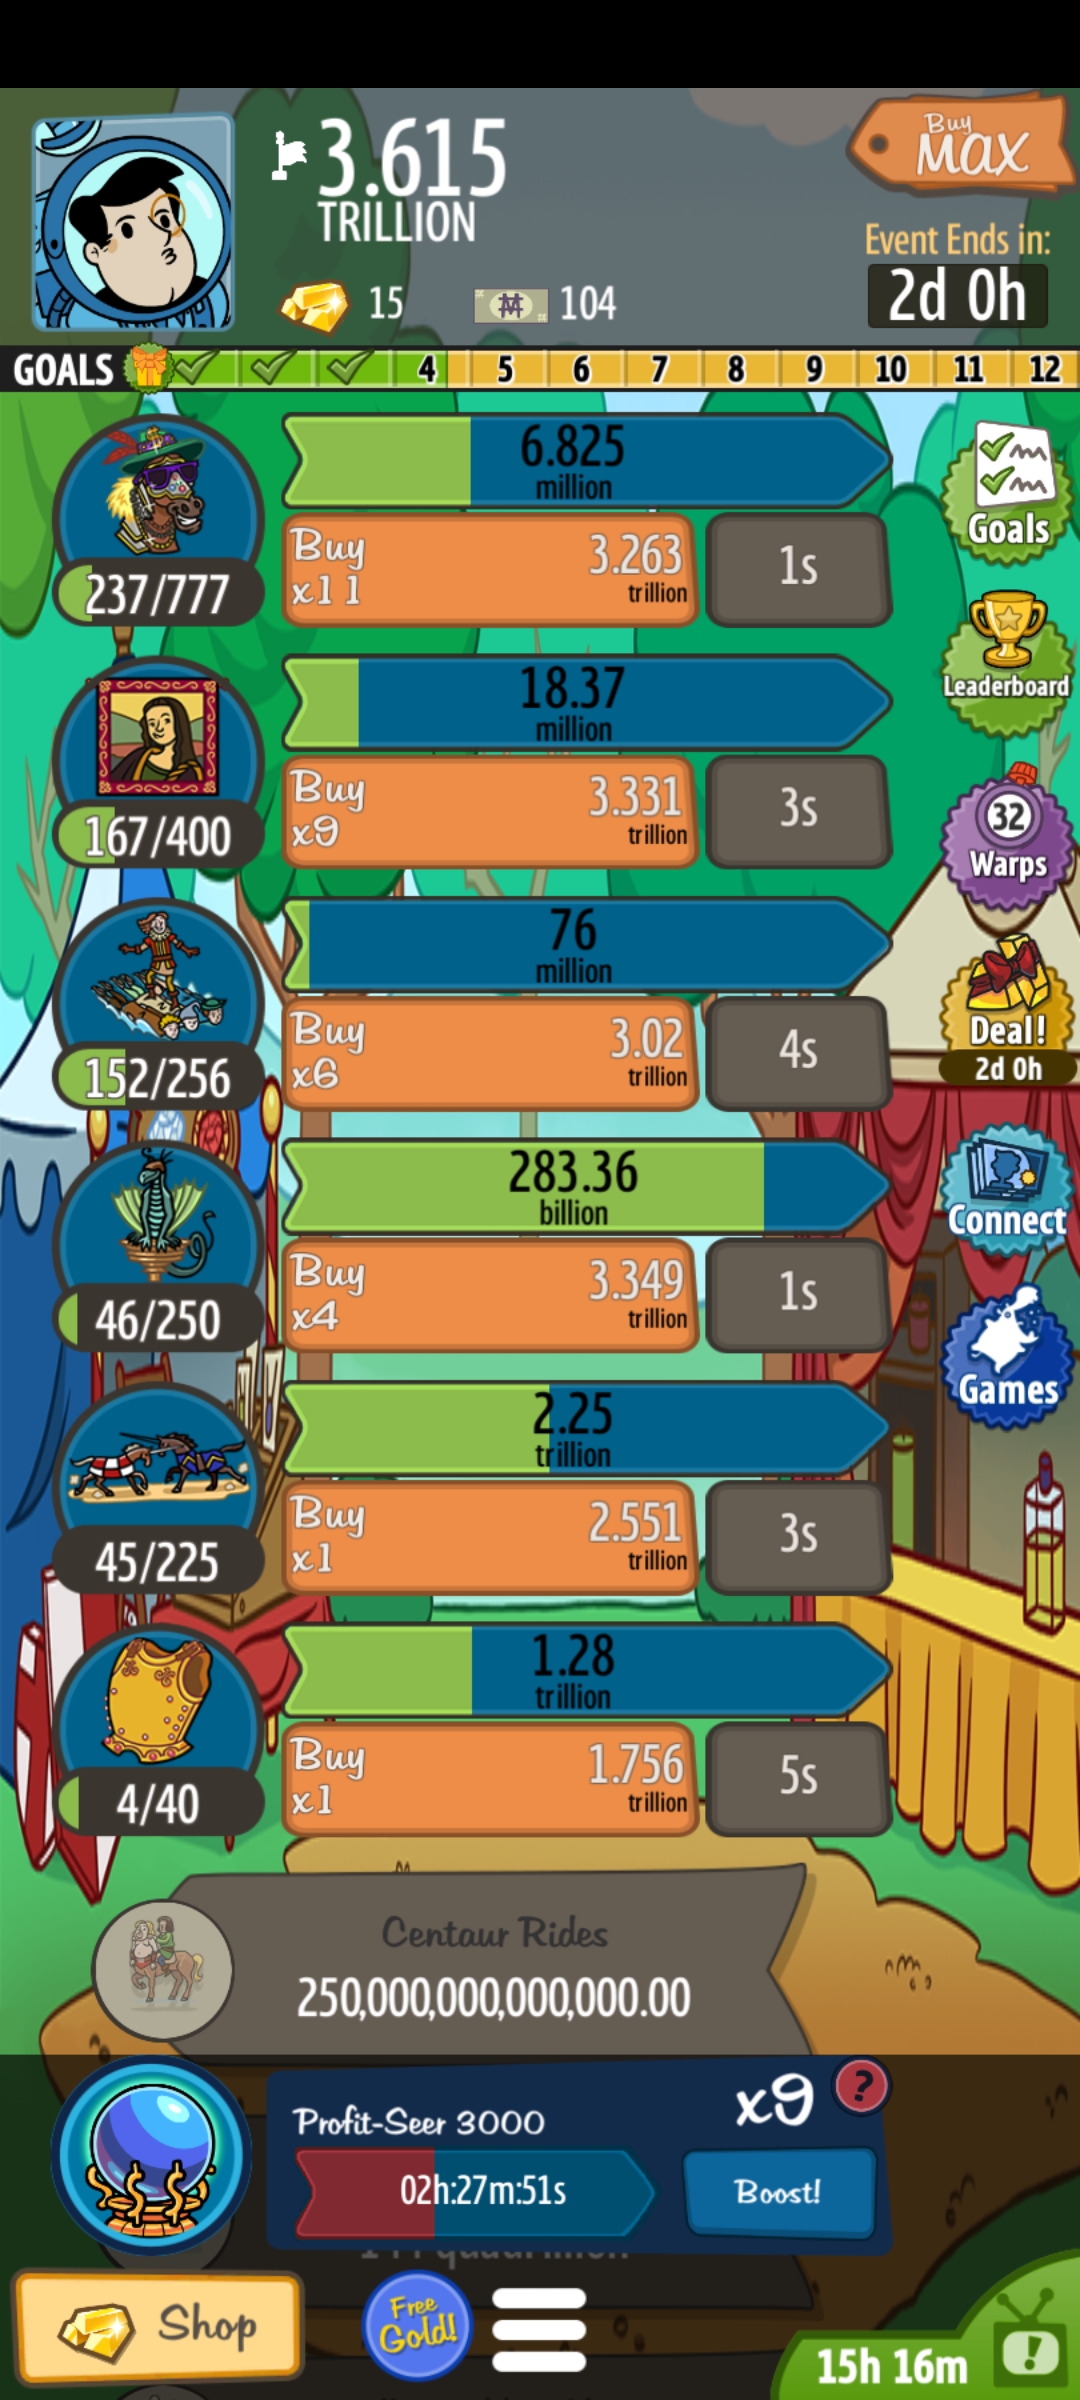 3.615
TRILLION
15
104
Buy
MAX
Event Ends in:
2d 0h
GOALS 4 5 6 7 8 9 10 11 12
6.825
million
Buy
x11
3.263
trillion
1s
237/777
18.37
million
Buy
x9
3.331
trillion
3s
167/400
76
million
Buy
x6
3.02
trillion
4s
152/256
283.36
billion
Buy
x4
3.349
trillion
1s
46/250
2.25
trillion
Buy
x1
2.551
trillion
3s
45/225
1.28
trillion
Buy
x1
1.756
trillion
5s
4/40
Goals
Leaderboard
32
Warps
Deal!
2d 0h
Connect
Games
Centaur Rides
250,000,000,000,000.00
Profit-Seer 3000
x9
?
02h:27m:51s
Boost!
Shop
Free
Gold!
15h 16m
!